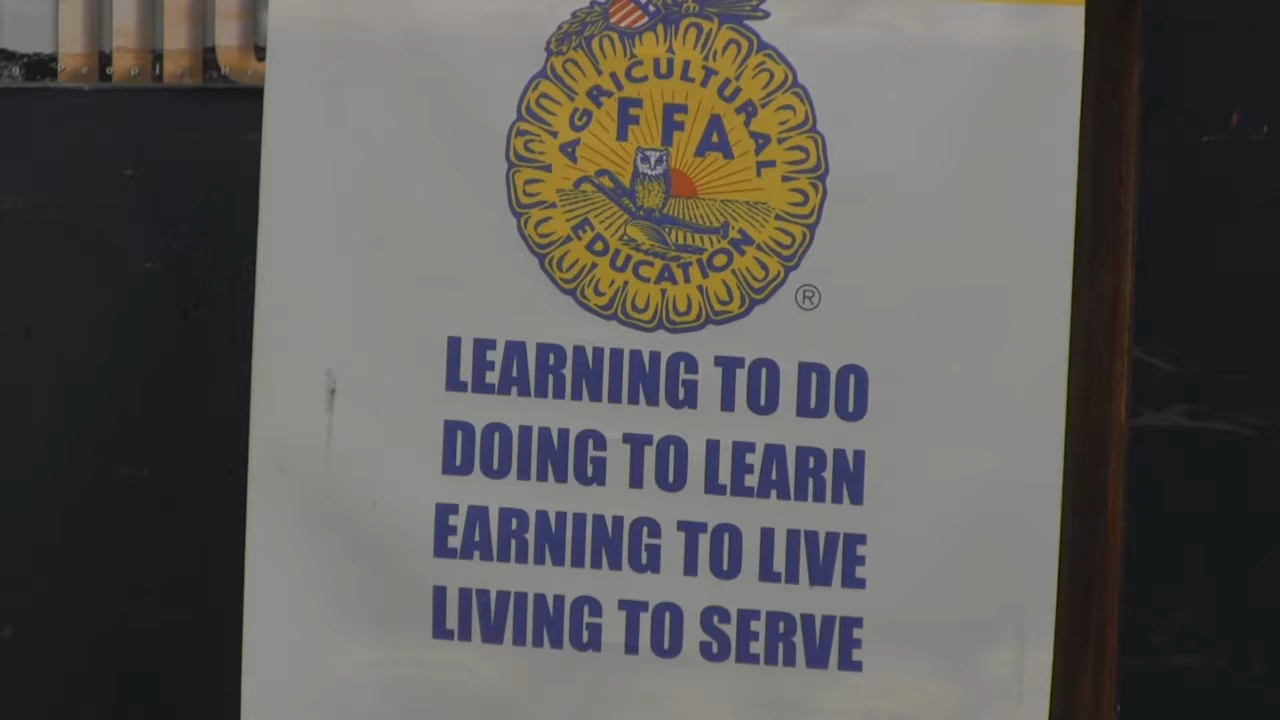 AGRICULTURAL
FFA
EDUCATION
®
LEARNING TO DO
DOING TO LEARN
EARNING TO LIVE
LIVING TO SERVE